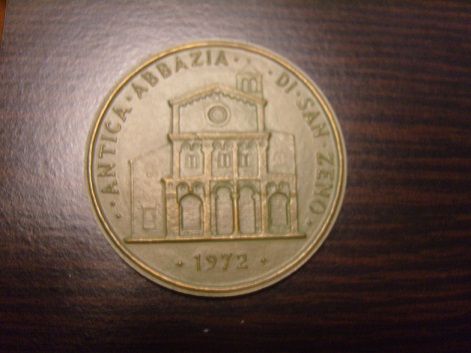 · · ANTICA · ABBAZIA · · DI · SAN · ZENO · ·
· 1972 ·